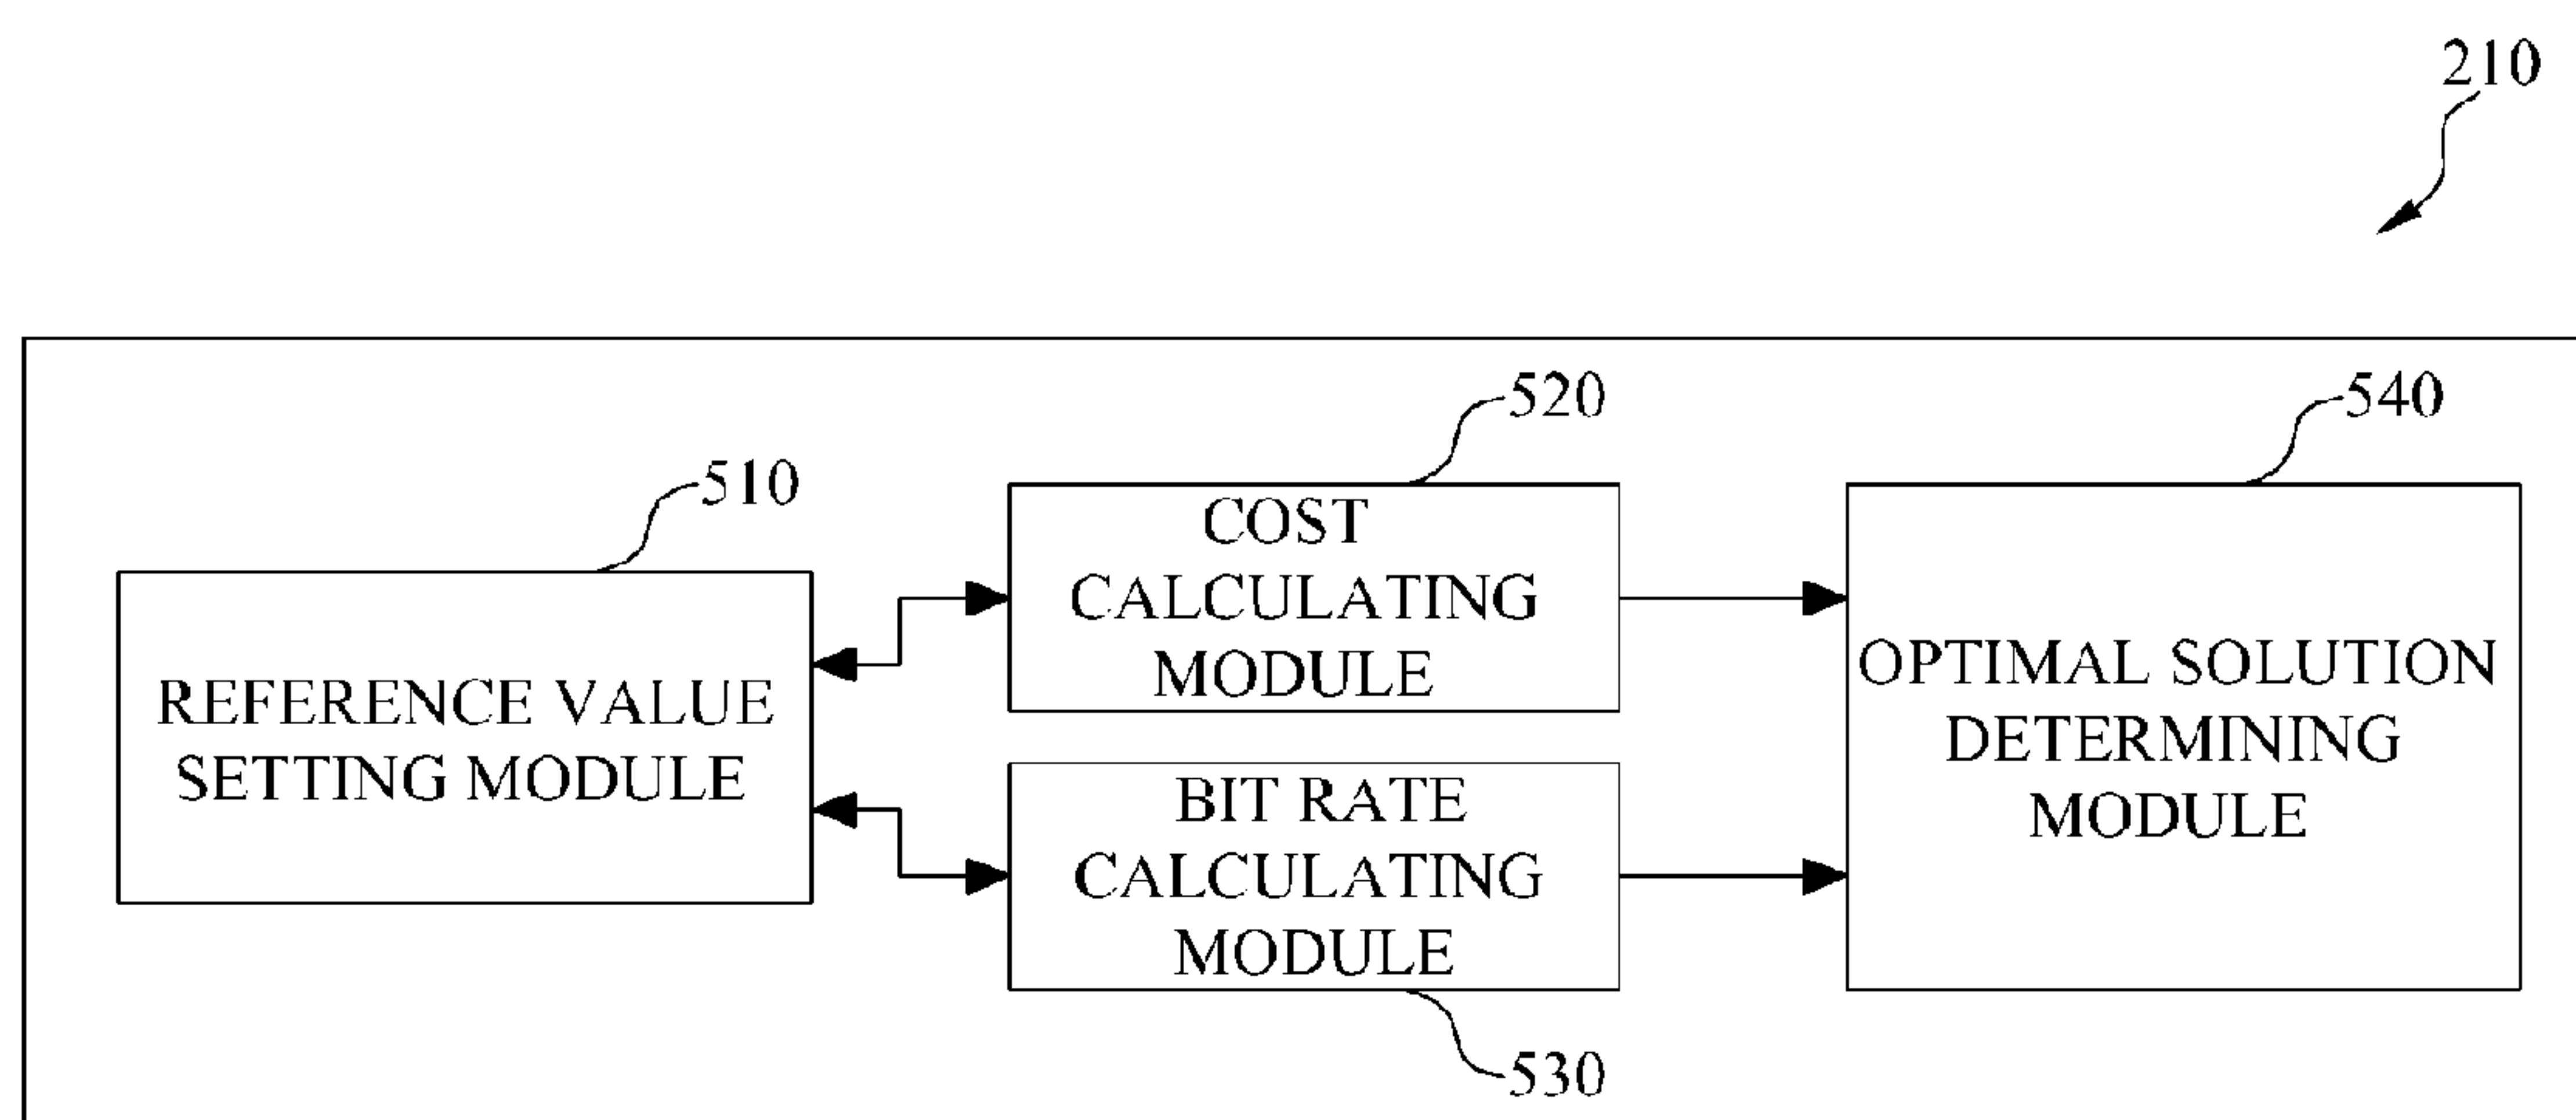 210
520
540
510
COST
CALCULATING
MODULE
REFERENCE VALUE
SETTING MODULE
OPTIMAL SOLUTION
DETERMINING
MODULE
BIT RATE
CALCULATING
MODULE
530